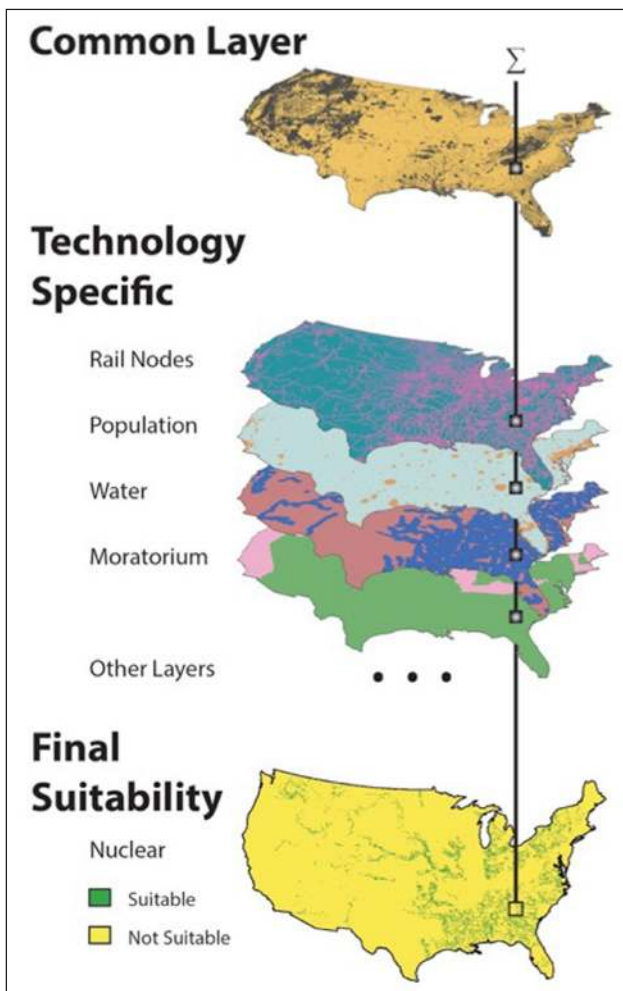 Common Layer
Σ
Technology
Specific
Rail Nodes
Population
Water
Moratorium
Other Layers
Final
Suitability
Nuclear
Suitable
Not Suitable